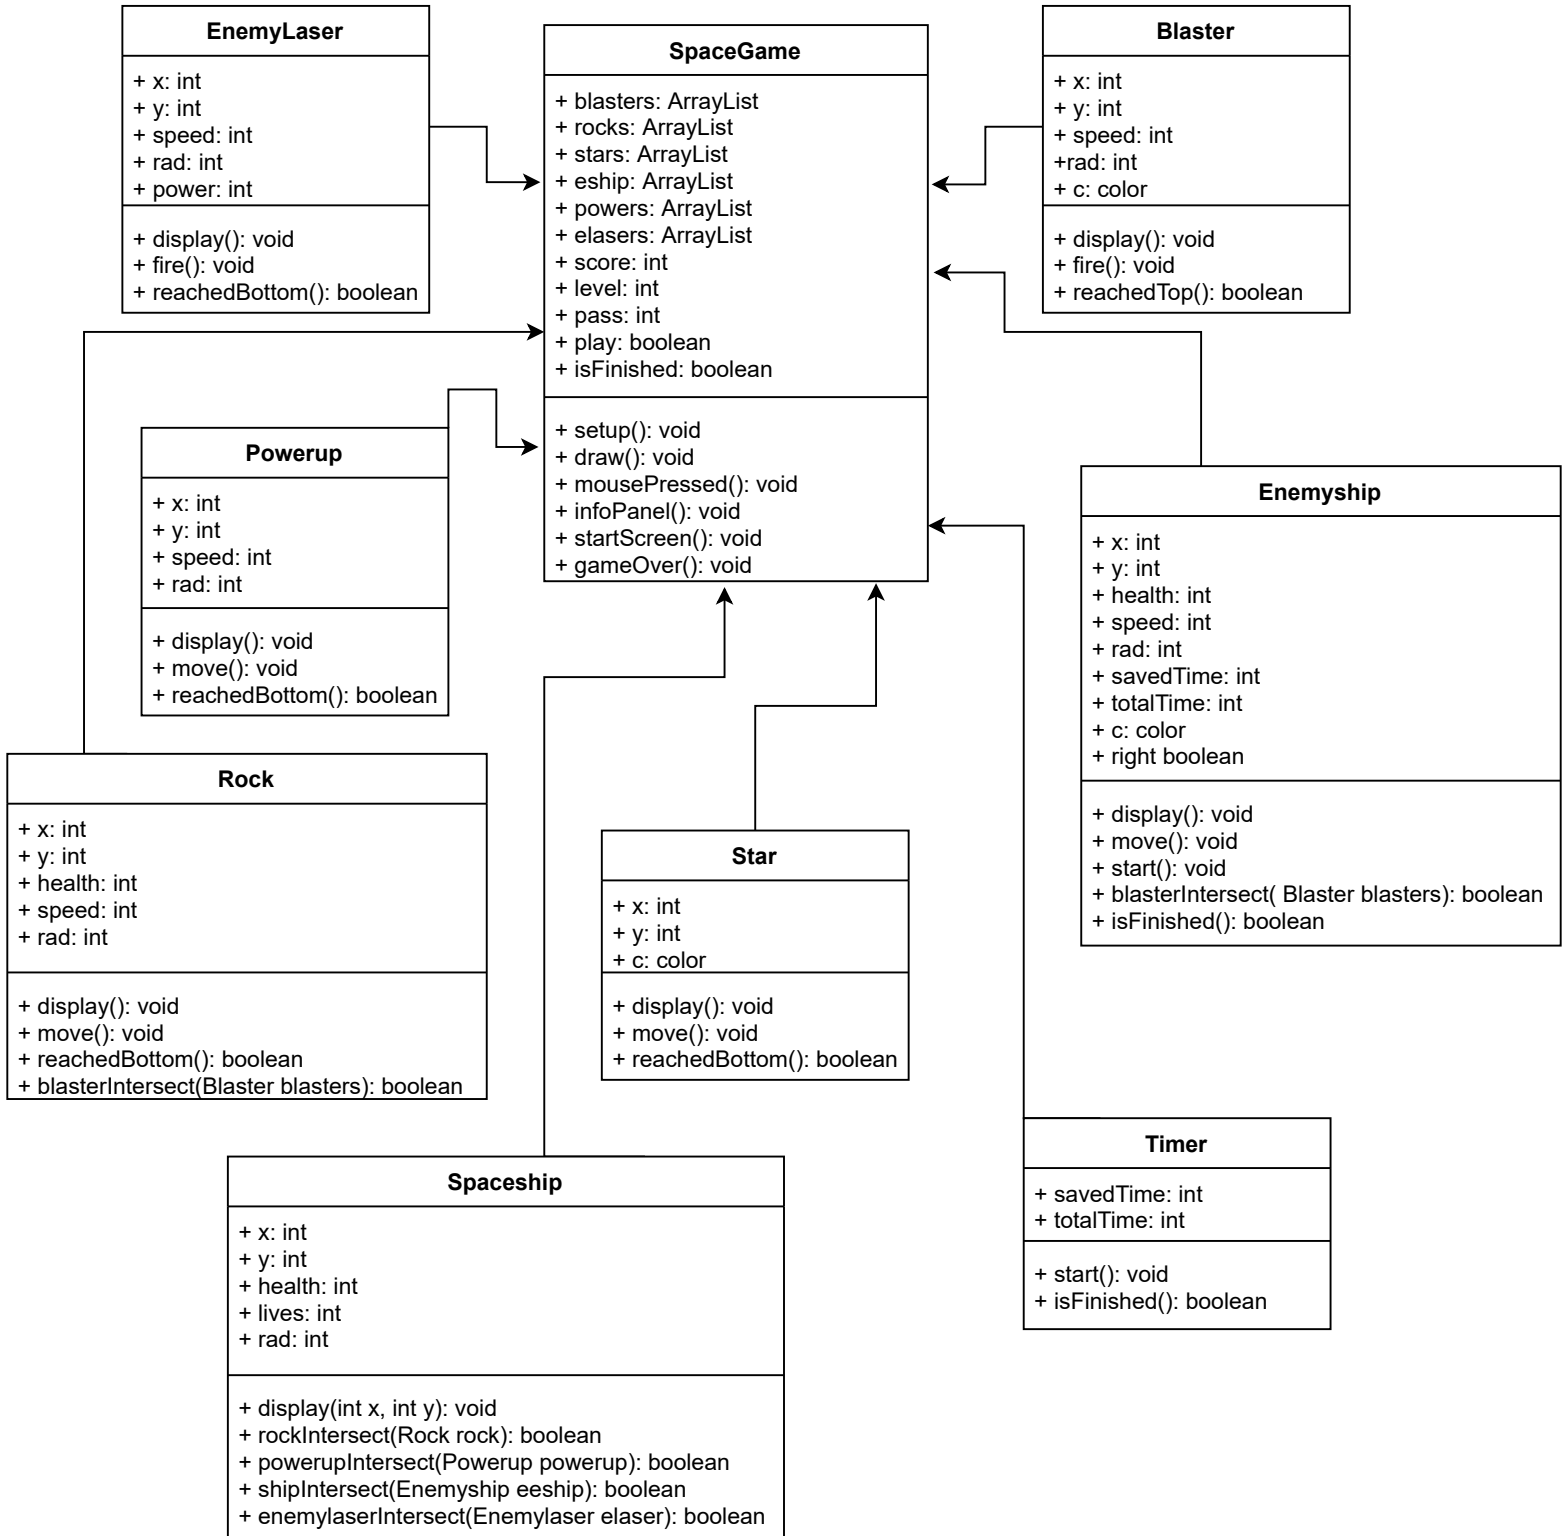 EnemyLaser
+ x: int
+ y: int
+ speed: int
+ rad: int
+ power: int
+ display(): void
+ fire(): void
+ reachedBottom(): boolean
SpaceGame
+ blasters: ArrayList
+ rocks: ArrayList
+ stars: ArrayList
+ eship: ArrayList
+ powers: ArrayList
+ elasers: ArrayList
+ score: int
+ level: int
+ pass: int
+ play: boolean
+ isFinished: boolean
+ setup(): void
+ draw(): void
+ mousePressed(): void
+ infoPanel(): void
+ startScreen(): void
+ gameOver(): void
Blaster
+ x: int
+ y: int
+ speed: int
+rad: int
+ c: color
+ display(): void
+ fire(): void
+ reachedTop(): boolean
Powerup
+ x: int
+ y: int
+ speed: int
+ rad: int
+ display(): void
+ move(): void
+ reachedBottom(): boolean
Enemyship
+ x: int
+ y: int
+ health: int
+ speed: int
+ rad: int
+ savedTime: int
+ totalTime: int
+ c: color
+ right boolean
+ display(): void
+ move(): void
+ start(): void
+ blasterIntersect( Blaster blasters): boolean
+ isFinished(): boolean
Rock
+ x: int
+ y: int
+ health: int
+ speed: int
+ rad: int
+ display(): void
+ move(): void
+ reachedBottom(): boolean
+ blasterIntersect(Blaster blasters): boolean
Star
+ x: int
+ y: int
+ c: color
+ display(): void
+ move(): void
+ reachedBottom(): boolean
Timer
+ savedTime: int
+ totalTime: int
+ start(): void
+ isFinished(): boolean
Spaceship
+ x: int
+ y: int
+ health: int
+ lives: int
+ rad: int
+ display(int x, int y): void
+ rockIntersect(Rock rock): boolean
+ powerupIntersect(Powerup powerup): boolean
+ shipIntersect(Enemyship eeship): boolean
+ enemylaserIntersect(Enemylaser elaser): boolean